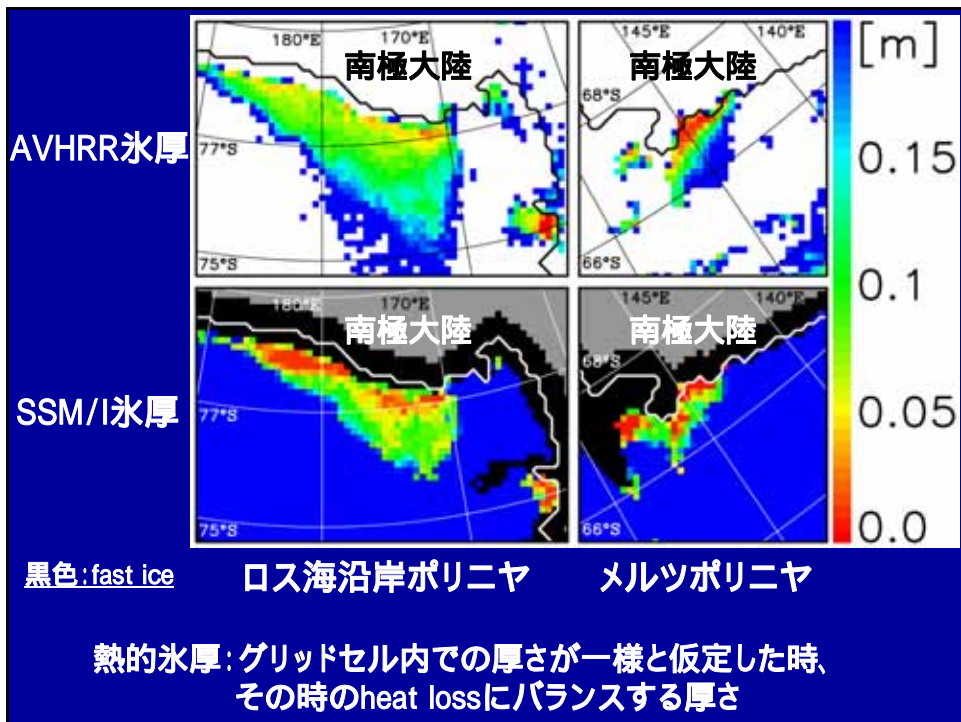 180°E 170°E 145°E 140°E [m]
南極大陸 南極大陸
68°S
AVHRR氷厚 77°S 0.15
75°S 66°S
0.1
180°E 170°E 145°E 140°E
南極大陸 南極大陸
68°S
SSM/I氷厚 77°S 0.05
75°S 66°S 0.0
黒色:fast ice ロス海沿岸ポリニヤ メルツポリニヤ
熱的氷厚:グリッドセル内での厚さが一様と仮定した時、
その時のheat lossにバランスする厚さ